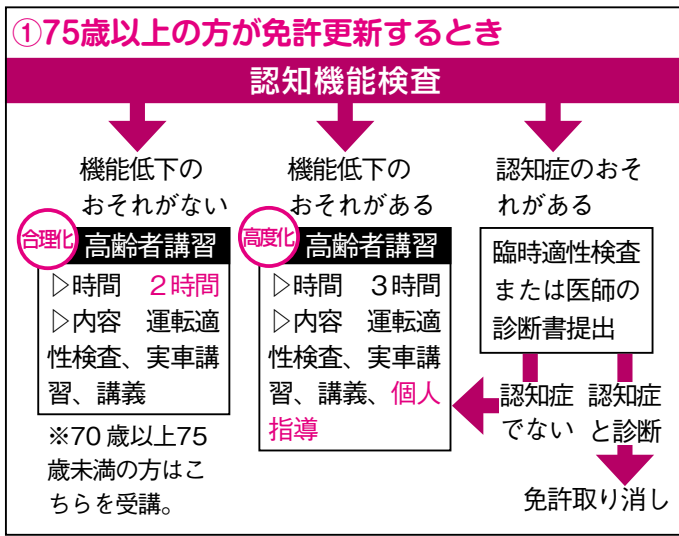 ①75歳以上の方が免許更新するとき
認知機能検査
機能低下の
おそれがない
合理化
高齢者講習
▷時間　２時間
▷内容　運転適
性検査、実車講
習、講義
※70歳以上75
歳未満の方はこ
ちらを受講。
機能低下の
おそれがある
高度化
高齢者講習
▷時間　３時間
▷内容　運転適
性検査、実車講
習、講義、個人
指導
認知症のおそ
れがある
臨時適性検査
または医師の
診断書提出
認知症
でない
認知症
と診断
免許取り消し